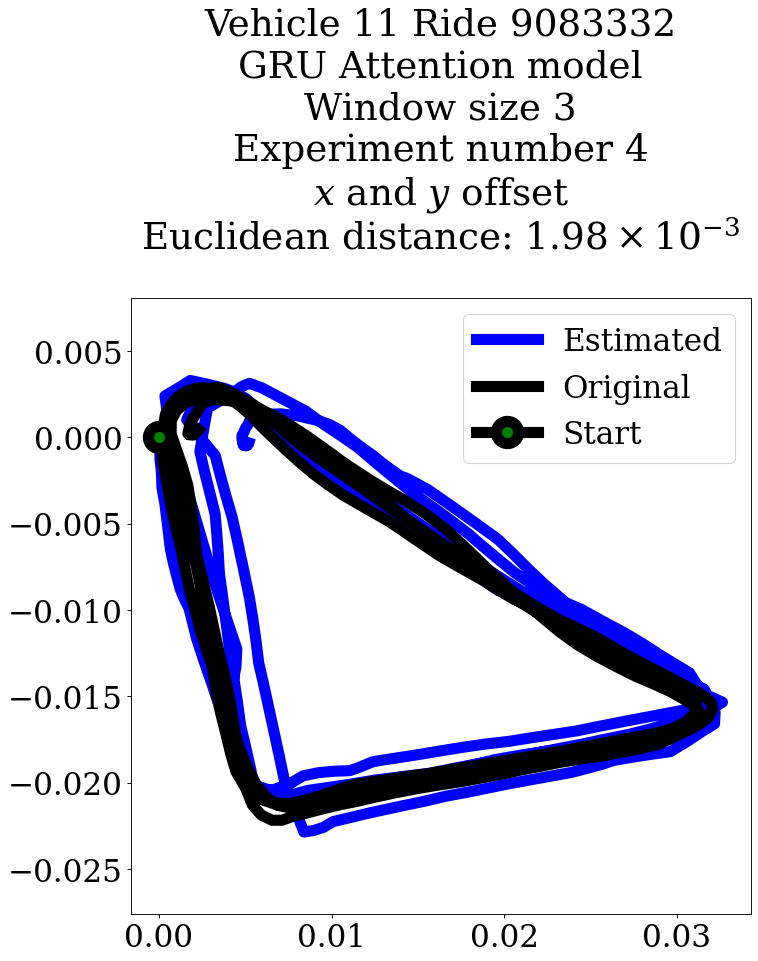 Vehicle 11 Ride 9083332
GRU Attention model
Window size 3
Experiment number 4
x and y offset
Euclidean distance: 1.98 × 10⁻³
Estimated
Original
Start
0.005
0.000
−0.005
−0.010
−0.015
−0.020
−0.025
0.00 0.01 0.02 0.03